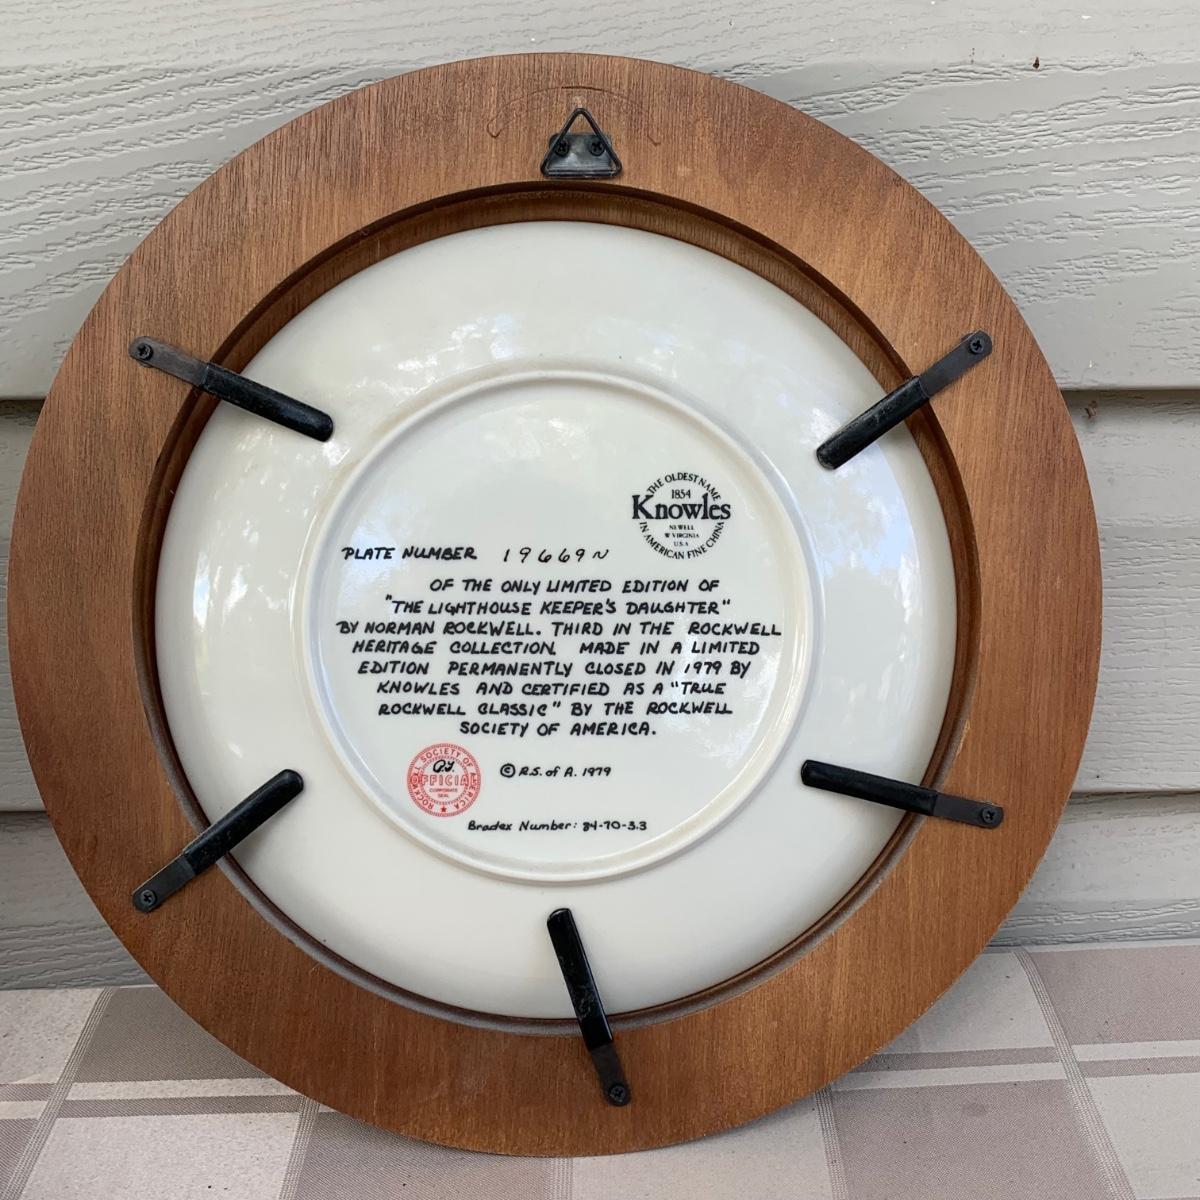 THE OLDEST NAME
1854
Knowles
NEWELL
W VIRGINIA
U.S.A
IN AMERICAN FINE CHINA
PLATE NUMBER 19669N
OF THE ONLY LIMITED EDITION OF
"THE LIGHTHOUSE KEEPER'S DAUGHTER"
BY NORMAN ROCKWELL. THIRD IN THE ROCKWELL
HERITAGE COLLECTION. MADE IN A LIMITED
EDITION PERMANENTLY CLOSED IN 1979 BY
KNOWLES AND CERTIFIED AS A "TRUE
ROCKWELL CLASSIC" BY THE ROCKWELL
SOCIETY OF AMERICA.
ROCKWELL SOCIETY OF AMERICA
OFFICIAL
CORPORATE
SEAL
© R.S. of A. 1979
Bradex Number: 84-70-3.3